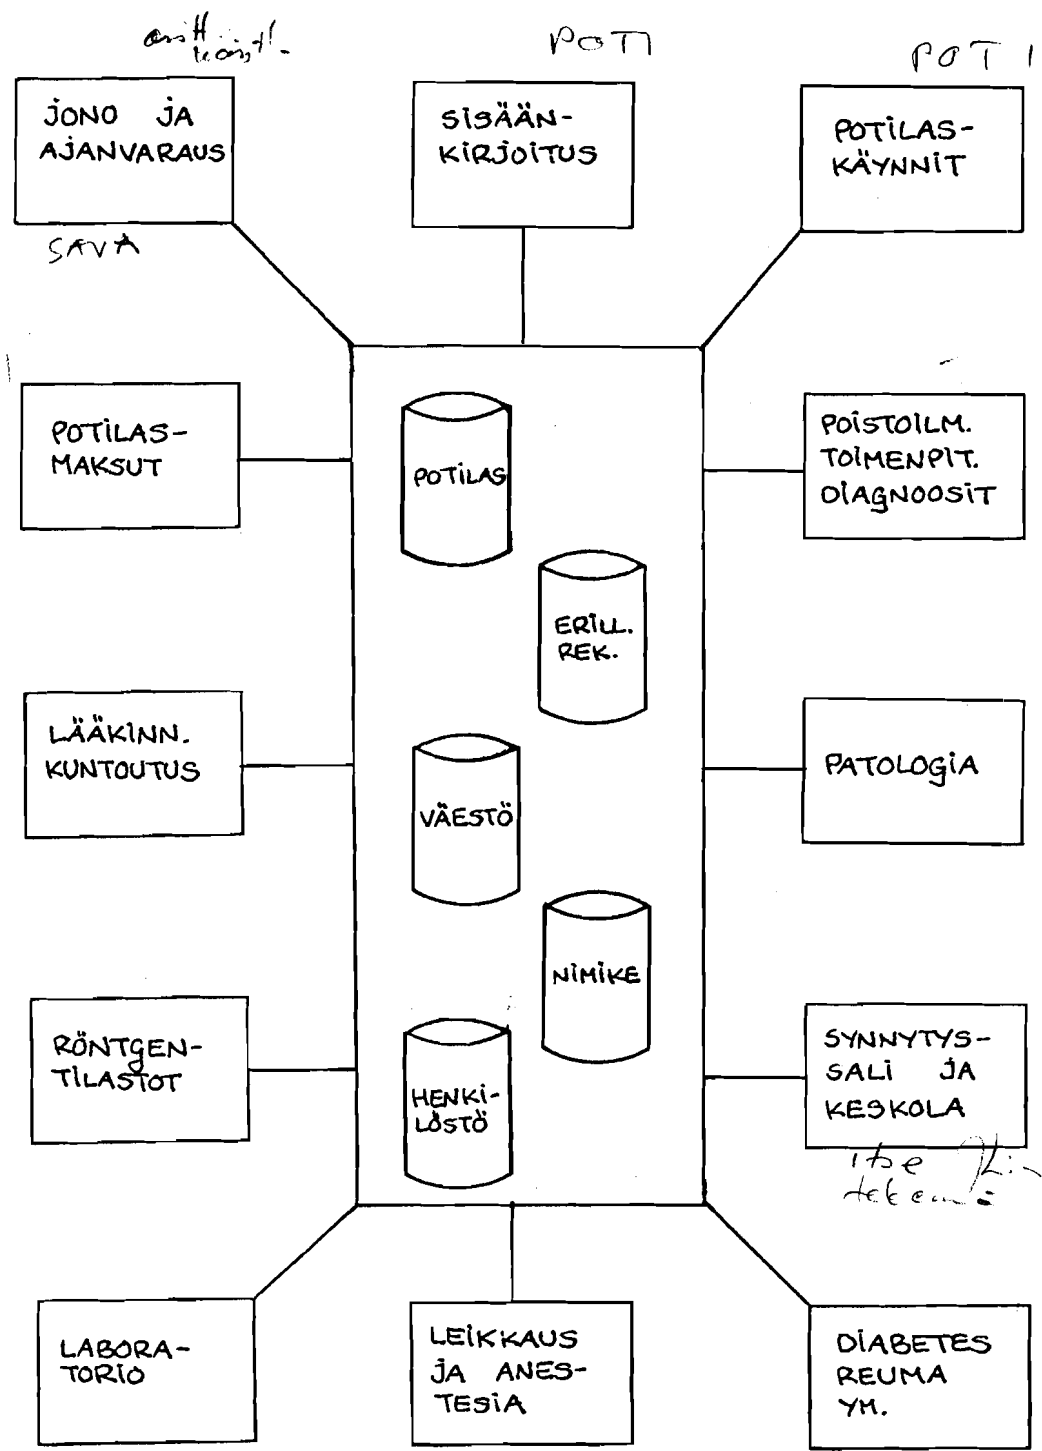 POTI
POTI
JONO JA
AJANVARAUS
SAVA
SISÄÄN-
KIRJOITUS
POTILAS-
KÄYNNIT
POTILAS-
MAKSUT
POTILAS
POISTOILM.
TOIMENPIT.
DIAGNOOSIT
ERILL.
REK.
LÄÄKINN.
KUNTOUTUS
VÄESTÖ
PATOLOGIA
NIMIKE
RÖNTGEN-
TILASTOT
HENKI-
LÖSTÖ
SYNNYTYS-
SALI JA
KESKOLA
itse
LABORA-
TORIO
LEIKKAUS
JA ANES-
TESIA
DIABETES
REUMA
YM.